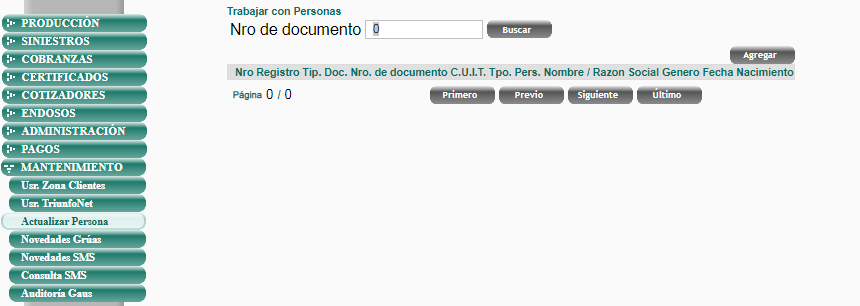 PRODUCCIÓN
SINIESTROS
COBRANZAS
CERTIFICADOS
COTIZADORES
ENDOSOS
ADMINISTRACIÓN
PAGOS
MANTENIMIENTO
Usr. Zona Clientes
Usr. TriunfoNet
Actualizar Persona
Novedades Grúas
Novedades SMS
Consulta SMS
Auditoría Gaus
Trabajar con Personas
Nro de documento 0 Buscar
Agregar
Nro Registro Tip. Doc. Nro. de documento C.U.I.T. Tpo. Pers. Nombre / Razon Social Genero Fecha Nacimiento
Página 0 / 0 Primero Previo Siguiente Último